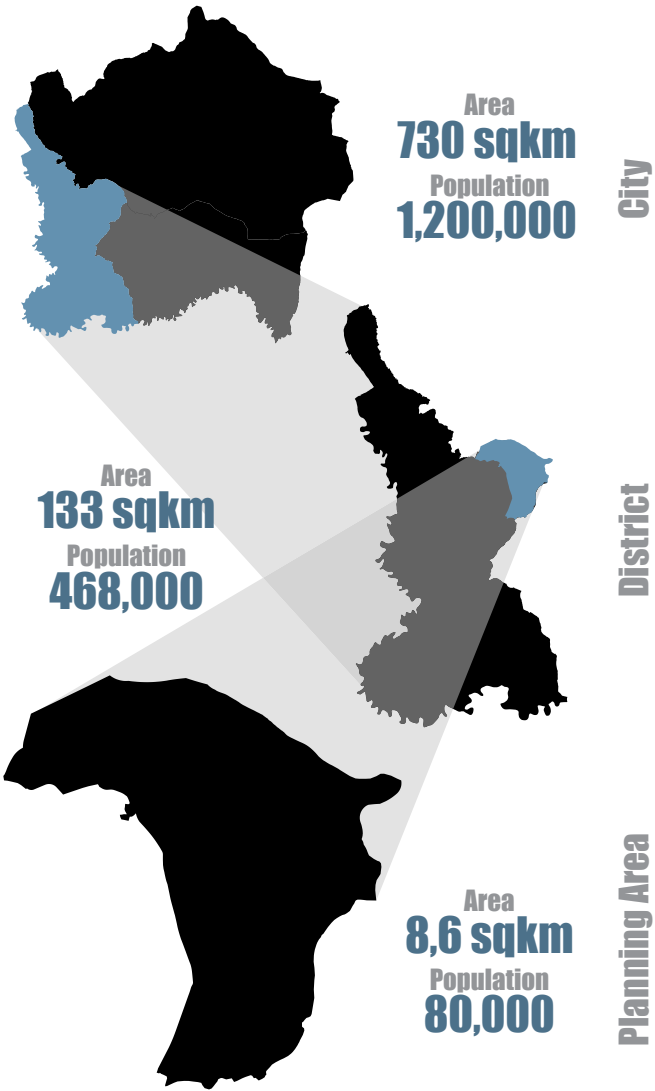 Area
730 sqkm
Population
1,200,000
City
Area
133 sqkm
Population
468,000
District
Area
8,6 sqkm
Population
80,000
Planning Area